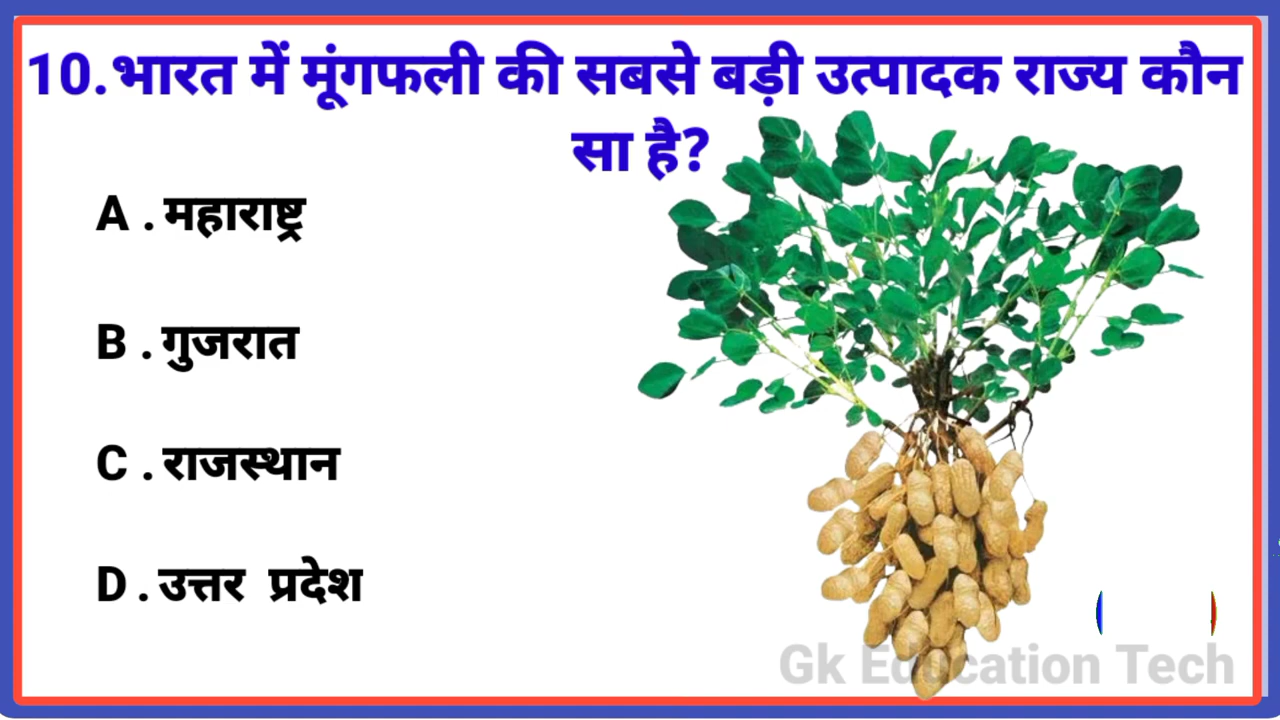 10.भारत में मूंगफली की सबसे बड़ी उत्पादक राज्य कौन
सा है?
A . महाराष्ट्र
B . गुजरात
C . राजस्थान
D . उत्तर प्रदेश
Gk Education Tech